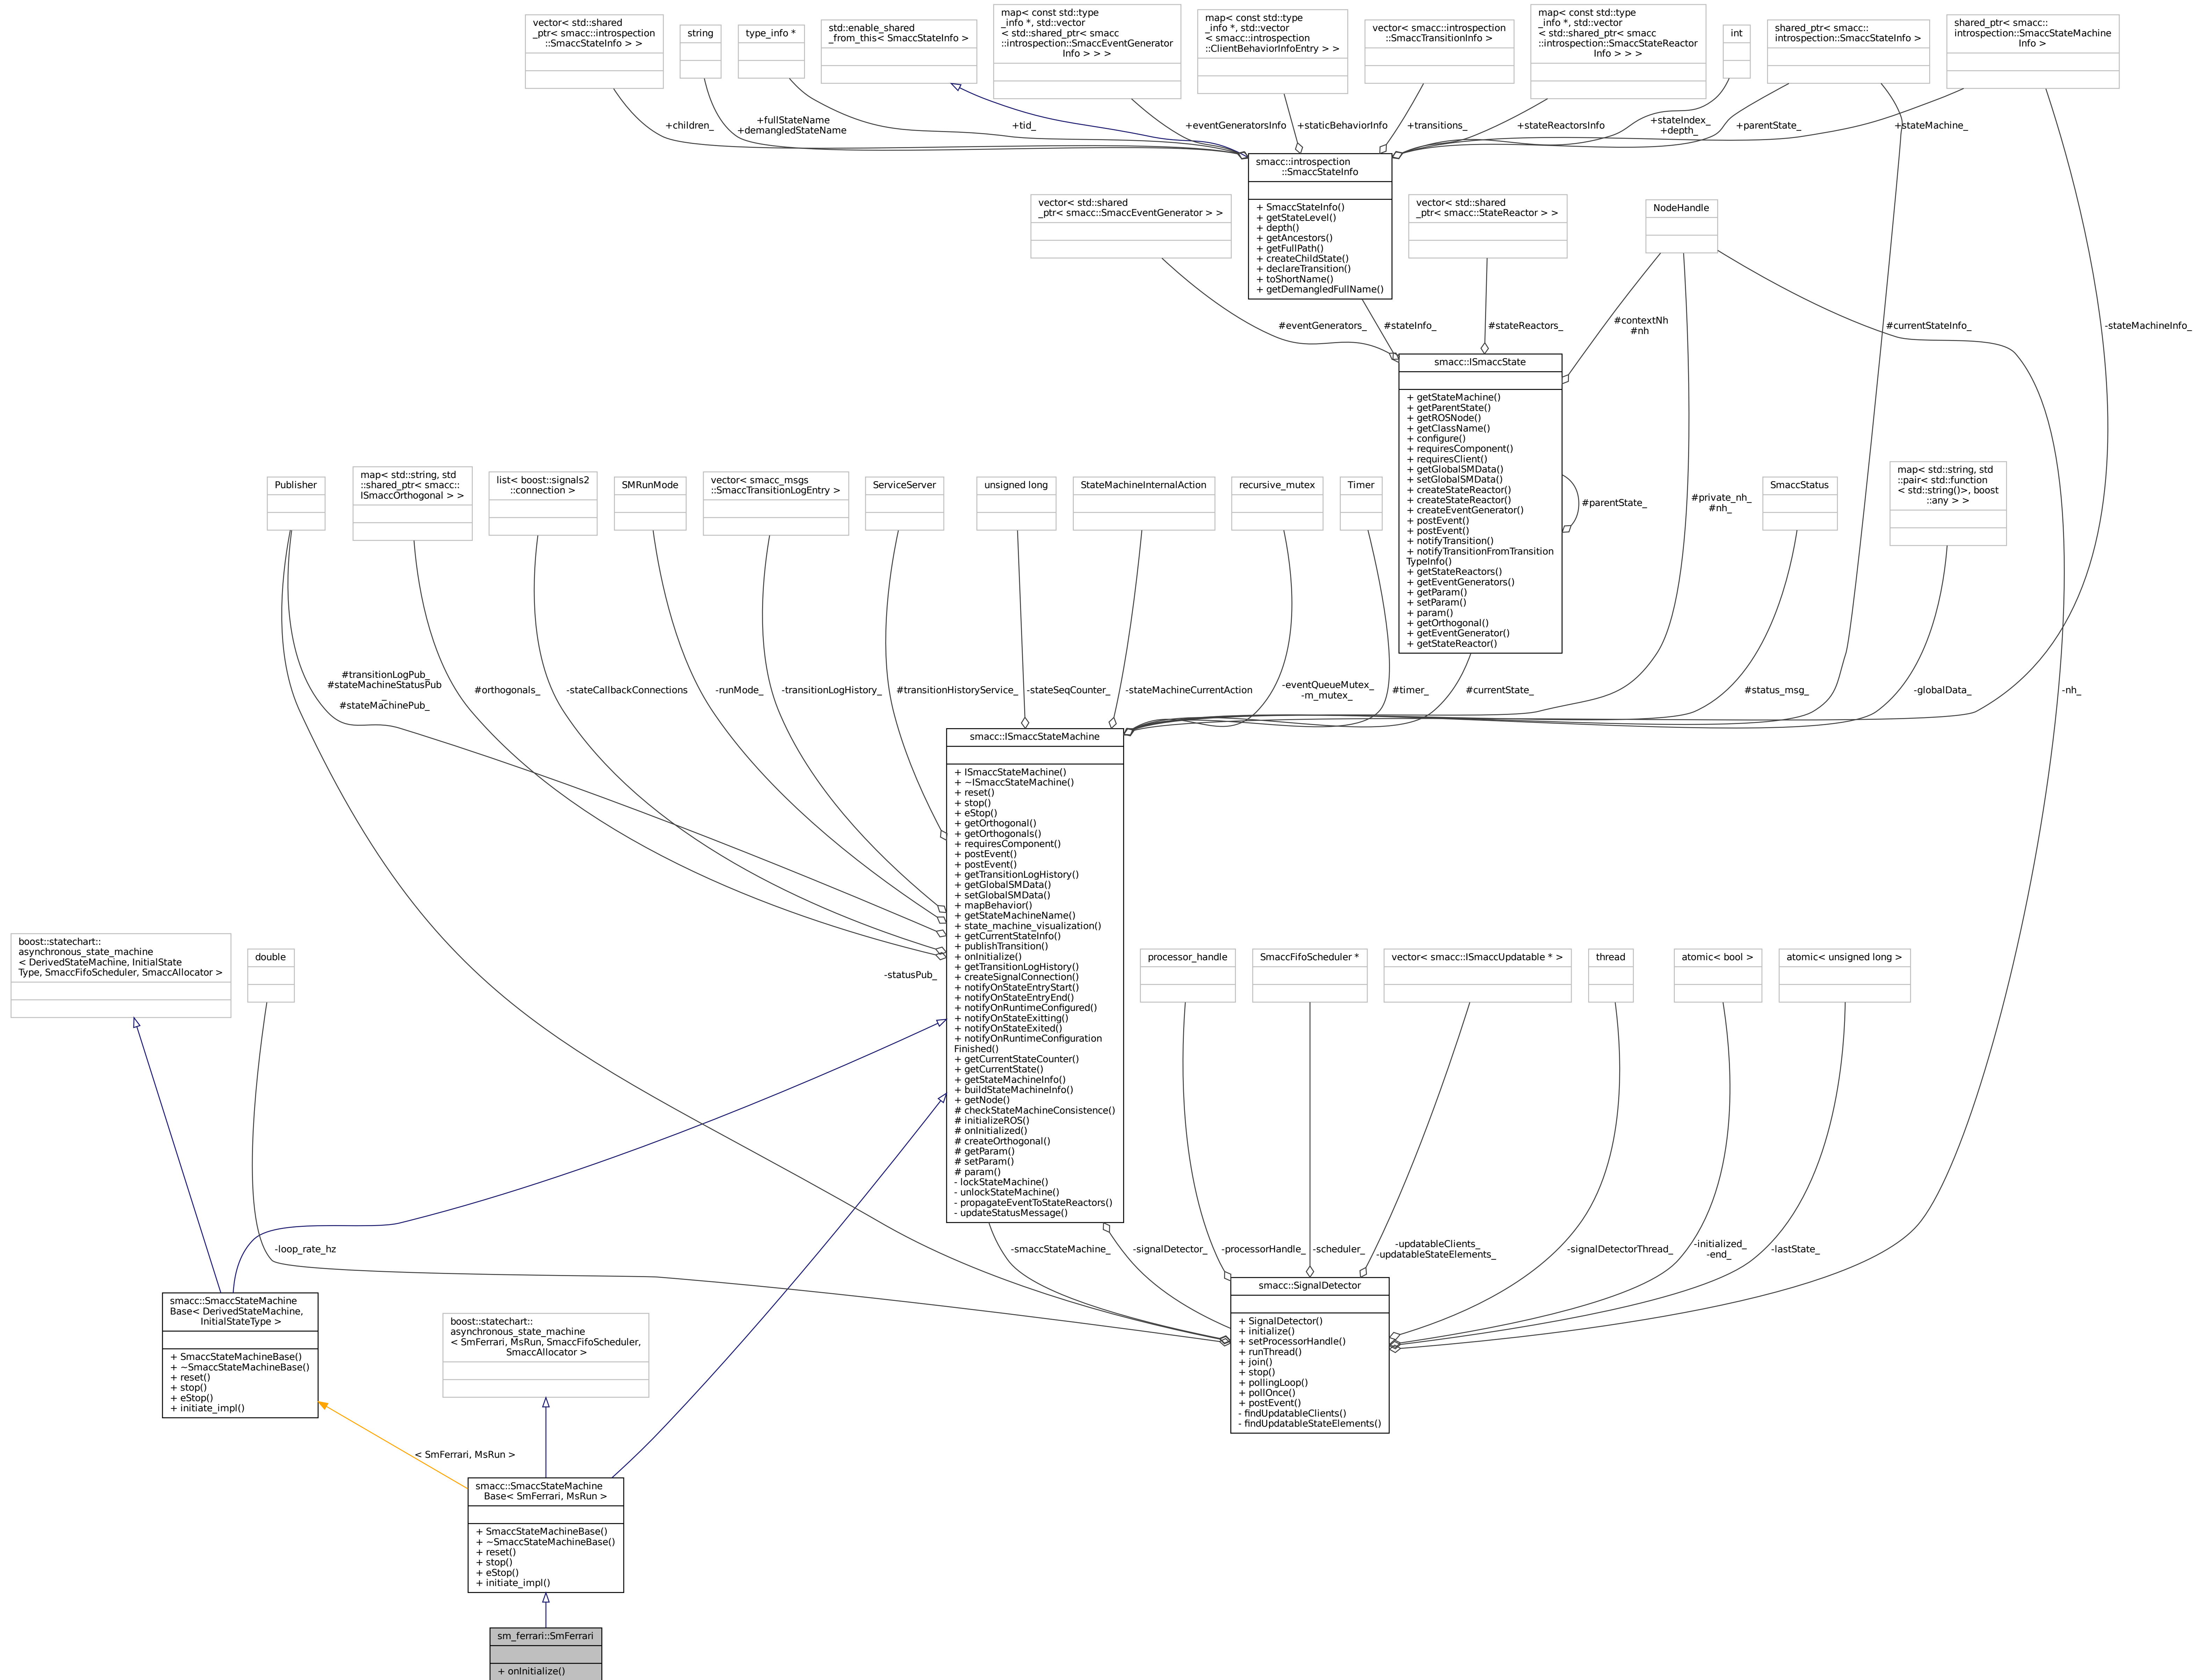 vector< std::shared
_ptr< smacc::introspection
::SmaccStateInfo > >
string
type_info *
std::enable_shared
_from_this< SmaccStateInfo >
map< const std::type
_info *, std::vector
< std::shared_ptr< smacc
::introspection::SmaccEventGenerator
Info > > >
map< const std::type
_info *, std::vector
< smacc::introspection
::ClientBehaviorInfoEntry > >
vector< smacc::introspection
::SmaccTransitionInfo >
map< const std::type
_info *, std::vector
< std::shared_ptr< smacc
::introspection::SmaccStateReactor
Info > > >
int
shared_ptr< smacc::
introspection::SmaccStateInfo >
shared_ptr< smacc::
introspection::SmaccStateMachine
Info >
+children_
+fullStateName
+demangledStateName
+tid_
+eventGeneratorsInfo
+staticBehaviorInfo
+transitions_
+stateReactorsInfo
+stateIndex_
+depth_
+parentState_
+stateMachine_
smacc::introspection
::SmaccStateInfo
+ SmaccStateInfo()
+ getStateLevel()
+ depth()
+ getAncestors()
+ getFullPath()
+ createChildState()
+ declareTransition()
+ toShortName()
+ getDemangledFullName()
vector< std::shared
_ptr< smacc::SmaccEventGenerator > >
vector< std::shared
_ptr< smacc::StateReactor > >
NodeHandle
#eventGenerators_
#stateInfo_
#stateReactors_
#contextNh
#nh
#currentStateInfo_
-stateMachineInfo_
smacc::ISmaccState
+ getStateMachine()
+ getParentState()
+ getROSNode()
+ getClassName()
+ configure()
+ requiresComponent()
+ requiresClient()
+ getGlobalSMData()
+ setGlobalSMData()
+ createStateReactor()
+ createStateReactor()
+ createEventGenerator()
+ postEvent()
+ postEvent()
+ notifyTransition()
+ notifyTransitionFromTransition
TypeInfo()
+ getStateReactors()
+ getEventGenerators()
+ getParam()
+ setParam()
+ param()
+ getOrthogonal()
+ getEventGenerator()
+ getStateReactor()
#parentState_
#private_nh_
#nh_
Publisher
map< std::string, std
::shared_ptr< smacc::
ISmaccOrthogonal > >
list< boost::signals2
::connection >
SMRunMode
vector< smacc_msgs
::SmaccTransitionLogEntry >
ServiceServer
unsigned long
StateMachineInternalAction
recursive_mutex
Timer
SmaccStatus
map< std::string, std
::pair< std::function
< std::string()>, boost
::any > >
#transitionLogPub_
#stateMachineStatusPub
_
#stateMachinePub_
#orthogonals_
-stateCallbackConnections
-runMode_
-transitionLogHistory_
#transitionHistoryService_
-stateSeqCounter_
-stateMachineCurrentAction
-eventQueueMutex_
-m_mutex_
#timer_
#currentState_
#status_msg_
-globalData_
-nh_
smacc::ISmaccStateMachine
+ ISmaccStateMachine()
+ ~ISmaccStateMachine()
+ reset()
+ stop()
+ eStop()
+ getOrthogonal()
+ getOrthogonals()
+ requiresComponent()
+ postEvent()
+ postEvent()
+ getTransitionLogHistory()
+ getGlobalSMData()
+ setGlobalSMData()
+ mapBehavior()
+ getStateMachineName()
+ state_machine_visualization()
+ getCurrentStateInfo()
+ publishTransition()
+ onInitialize()
+ getTransitionLogHistory()
+ createSignalConnection()
+ notifyOnStateEntryStart()
+ notifyOnStateEntryEnd()
+ notifyOnRuntimeConfigured()
+ notifyOnStateExitting()
+ notifyOnStateExited()
+ notifyOnRuntimeConfiguration
Finished()
+ getCurrentStateCounter()
+ getCurrentState()
+ getStateMachineInfo()
+ buildStateMachineInfo()
+ getNode()
# checkStateMachineConsistence()
# initializeROS()
# onInitialized()
# createOrthogonal()
# getParam()
# setParam()
# param()
- lockStateMachine()
- unlockStateMachine()
- propagateEventToStateReactors()
- updateStatusMessage()
boost::statechart::
asynchronous_state_machine
< DerivedStateMachine, InitialState
Type, SmaccFifoScheduler, SmaccAllocator >
double
-statusPub_
processor_handle
SmaccFifoScheduler *
vector< smacc::ISmaccUpdatable * >
thread
atomic< bool >
atomic< unsigned long >
-loop_rate_hz
-smaccStateMachine_
-signalDetector_
-processorHandle_
-scheduler_
-updatableClients_
-updatableStateElements_
-signalDetectorThread_
-initialized_
-end_
-lastState_
smacc::SmaccStateMachine
Base< DerivedStateMachine,
InitialStateType >
+ SmaccStateMachineBase()
+ ~SmaccStateMachineBase()
+ reset()
+ stop()
+ eStop()
+ initiate_impl()
boost::statechart::
asynchronous_state_machine
< SmFerrari, MsRun, SmaccFifoScheduler,
SmaccAllocator >
smacc::SignalDetector
+ SignalDetector()
+ initialize()
+ setProcessorHandle()
+ runThread()
+ join()
+ stop()
+ pollingLoop()
+ pollOnce()
+ postEvent()
- findUpdatableClients()
- findUpdatableStateElements()
< SmFerrari, MsRun >
smacc::SmaccStateMachine
Base< SmFerrari, MsRun >
+ SmaccStateMachineBase()
+ ~SmaccStateMachineBase()
+ reset()
+ stop()
+ eStop()
+ initiate_impl()
sm_ferrari::SmFerrari
+ onInitialize()